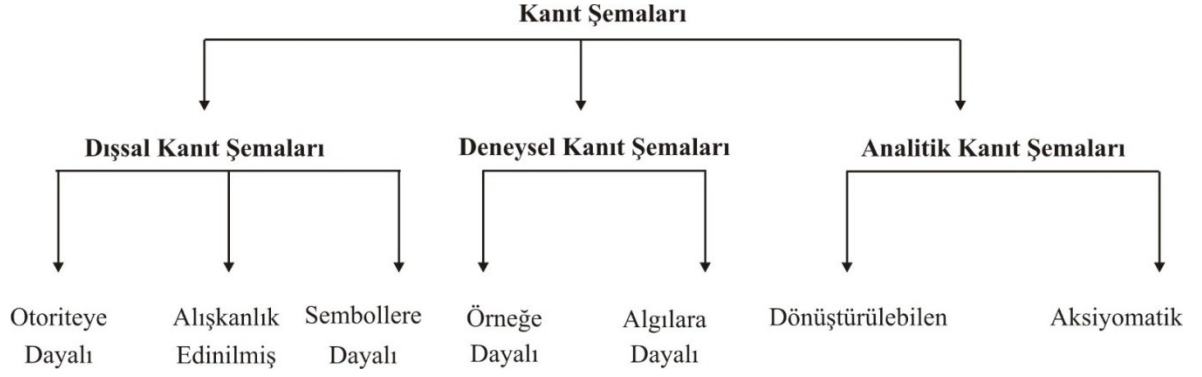 Kanıt Şemaları
Dışsal Kanıt Şemaları
Deneysel Kanıt Şemaları
Analitik Kanıt Şemaları
Otoriteye
Dayalı
Alışkanlık
Edinilmiş
Sembollere
Dayalı
Örneğe
Dayalı
Algılara
Dayalı
Dönüştürülebilen
Aksiyomatik